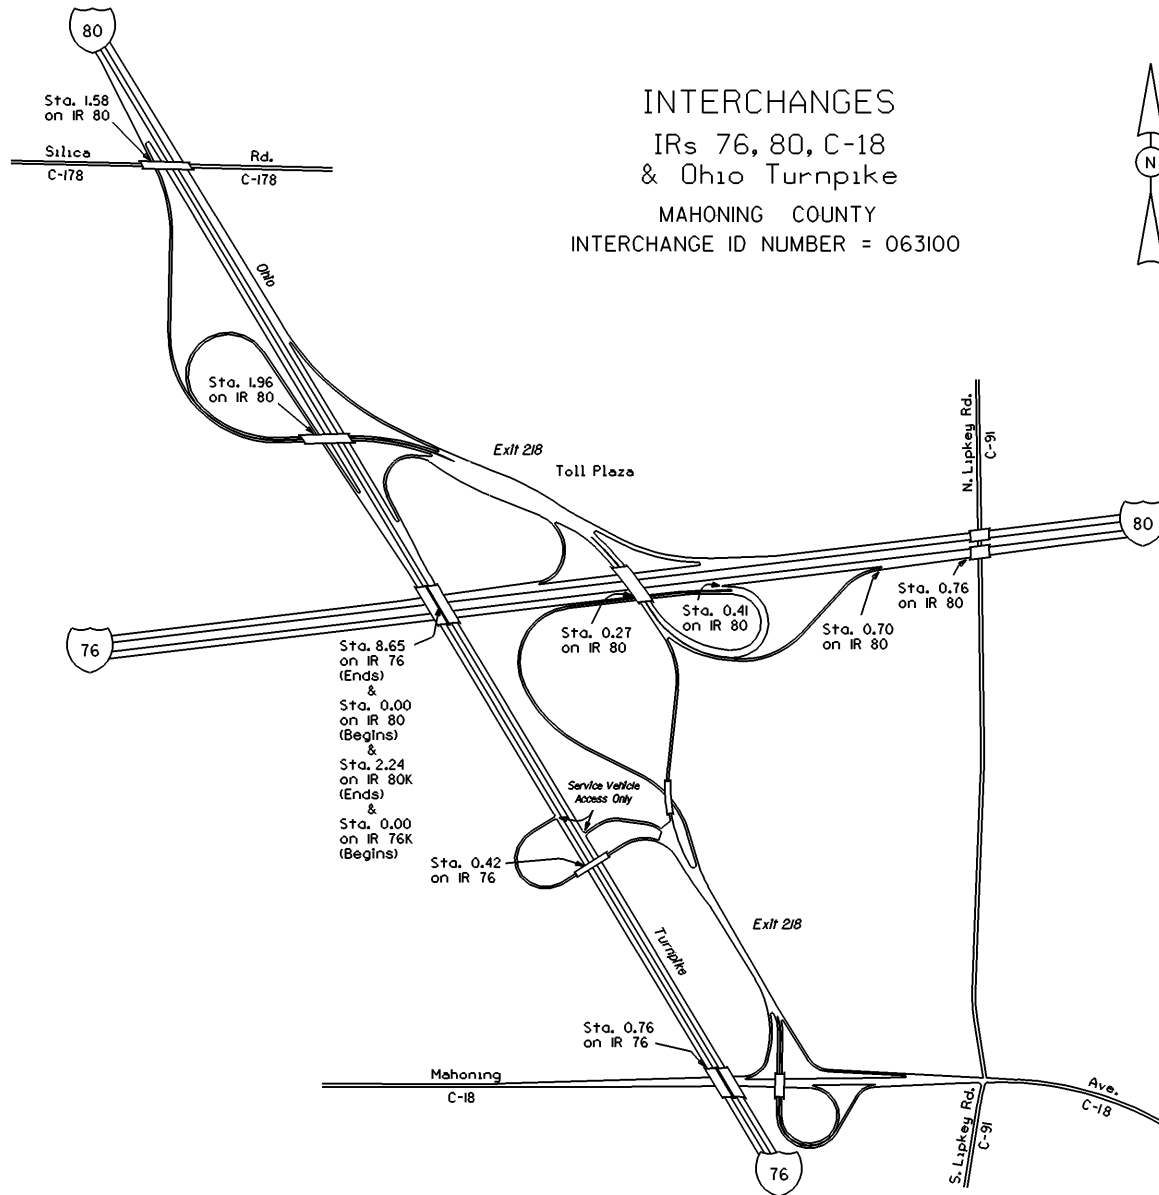 80
INTERCHANGES
IRs 76, 80, C-18
& Ohio Turnpike
MAHONING COUNTY
INTERCHANGE ID NUMBER = 063100
N
Sta. 1.58
on IR 80
Silica
Rd.
C-178
C-178
Ohio
Sta. 1.96
on IR 80
Exit 218
Toll Plaza
N. Lipkey Rd.
C-91
80
76
Sta. 0.27
on IR 80
Sta. 0.41
on IR 80
Sta. 0.70
on IR 80
Sta. 0.76
on IR 80
Sta. 8.65
on IR 76
(Ends)
&
Sta. 0.00
on IR 80
(Begins)
&
Sta. 2.24
on IR 80K
(Ends)
&
Sta. 0.00
on IR 76K
(Begins)
Service Vehicle
Access Only
Sta. 0.42
on IR 76
Exit 218
Turnpike
Sta. 0.76
on IR 76
Mahoning
C-18
Ave.
C-18
S. Lipkey Rd.
C-91
76